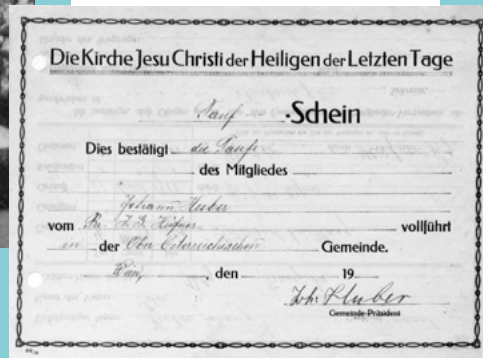 Die Kirche Jesu Christi der Heiligen der Letzten Tage
Tauf -Schein
Dies bestätigt die Taufe
des Mitgliedes
Johann Huber
vom vollführt
in der Ober Österreichischen Gemeinde.
, den 19
Joh. Huber
Gemeinde-Präsident